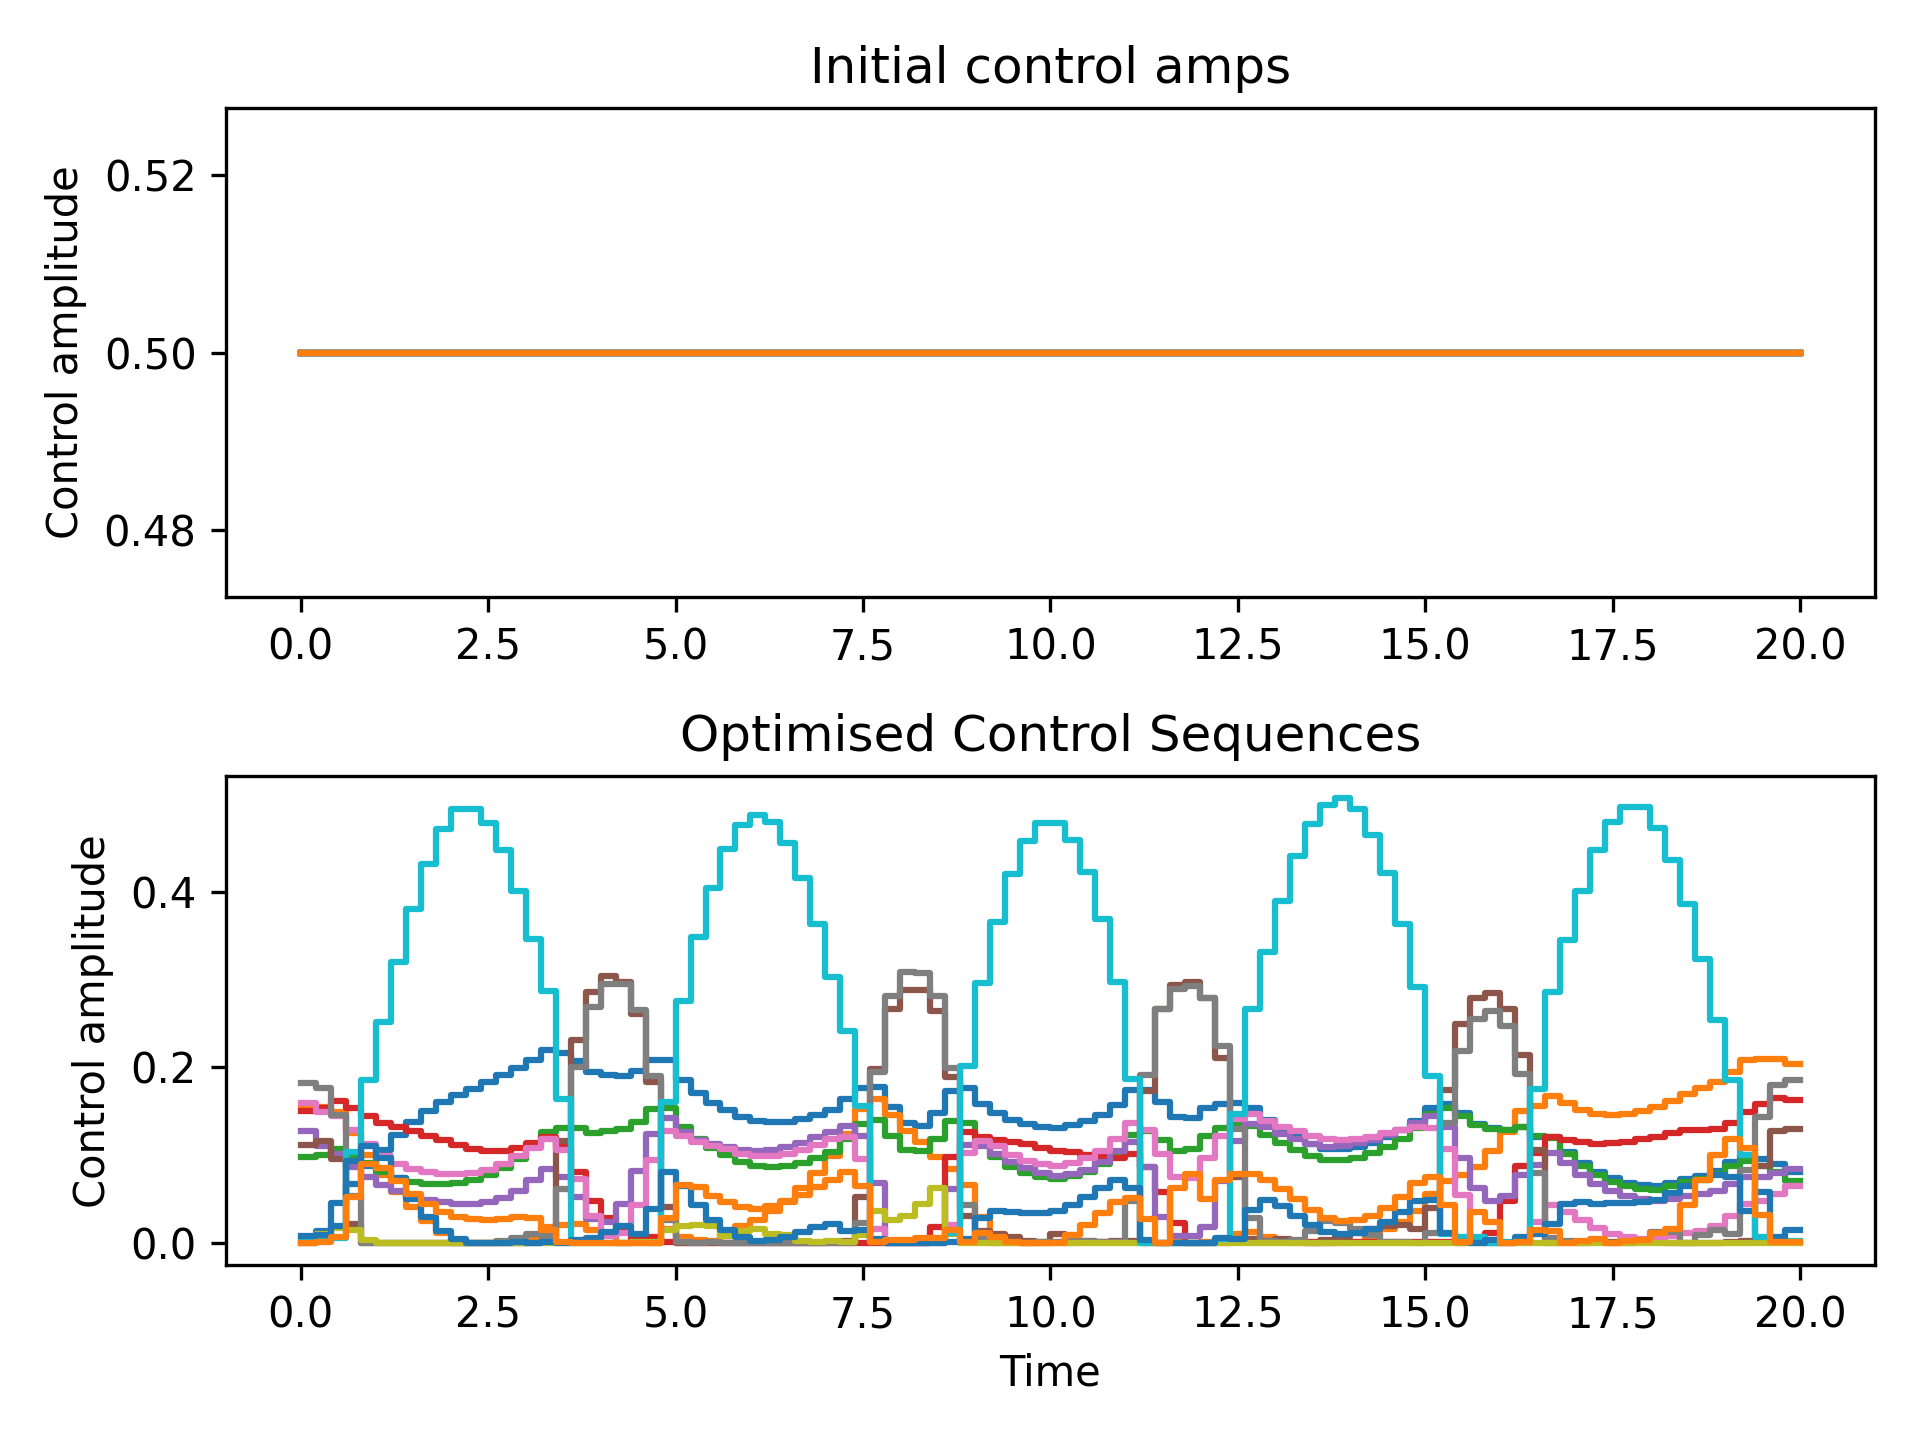 Initial control amps
Control amplitude
0.52
0.50
0.48
0.0 2.5 5.0 7.5 10.0 12.5 15.0 17.5 20.0
Optimised Control Sequences
Control amplitude
0.4
0.2
0.0
0.0 2.5 5.0 7.5 10.0 12.5 15.0 17.5 20.0
Time